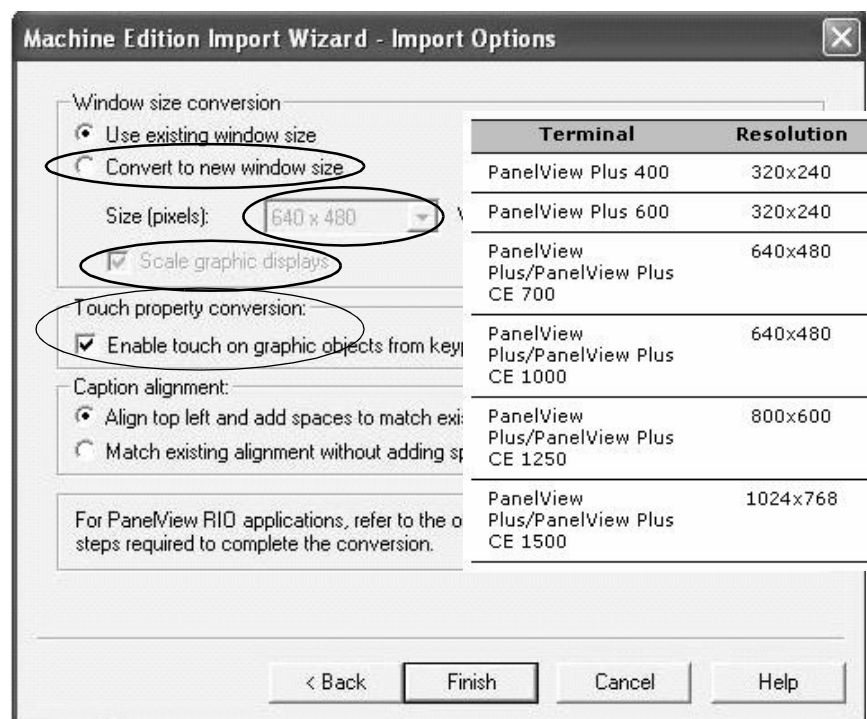 Machine Edition Import Wizard - Import Options
Window size conversion
Use existing window size
Convert to new window size
Size (pixels): 640 x 480
Scale graphic displays
Touch property conversion:
Enable touch on graphic objects from
Caption alignment:
Align top left and add spaces to match
Match existing alignment without adding
For PanelView RIO applications, refer to the
steps required to complete the conversion.
Terminal Resolution
PanelView Plus 400 320x240
PanelView Plus 600 320x240
PanelView 640x480
Plus/PanelView Plus
CE 700
PanelView 640x480
Plus/PanelView Plus
CE 1000
PanelView 800x600
Plus/PanelView Plus
CE 1250
PanelView 1024x768
Plus/PanelView Plus
CE 1500
< Back Finish Cancel Help